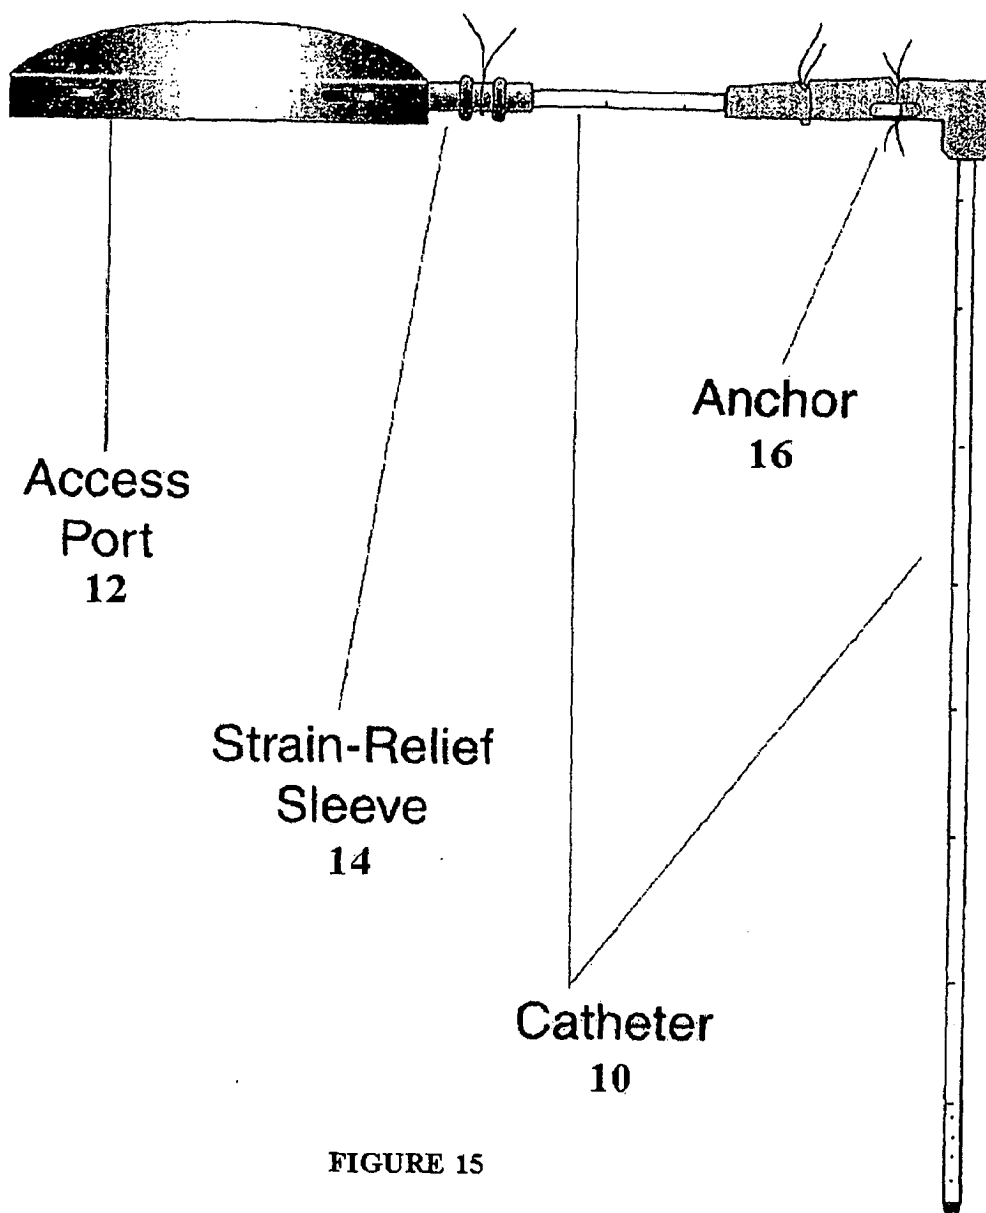 Anchor
16
Access
Port
12
Strain-Relief
Sleeve
14
Catheter
10
FIGURE 15